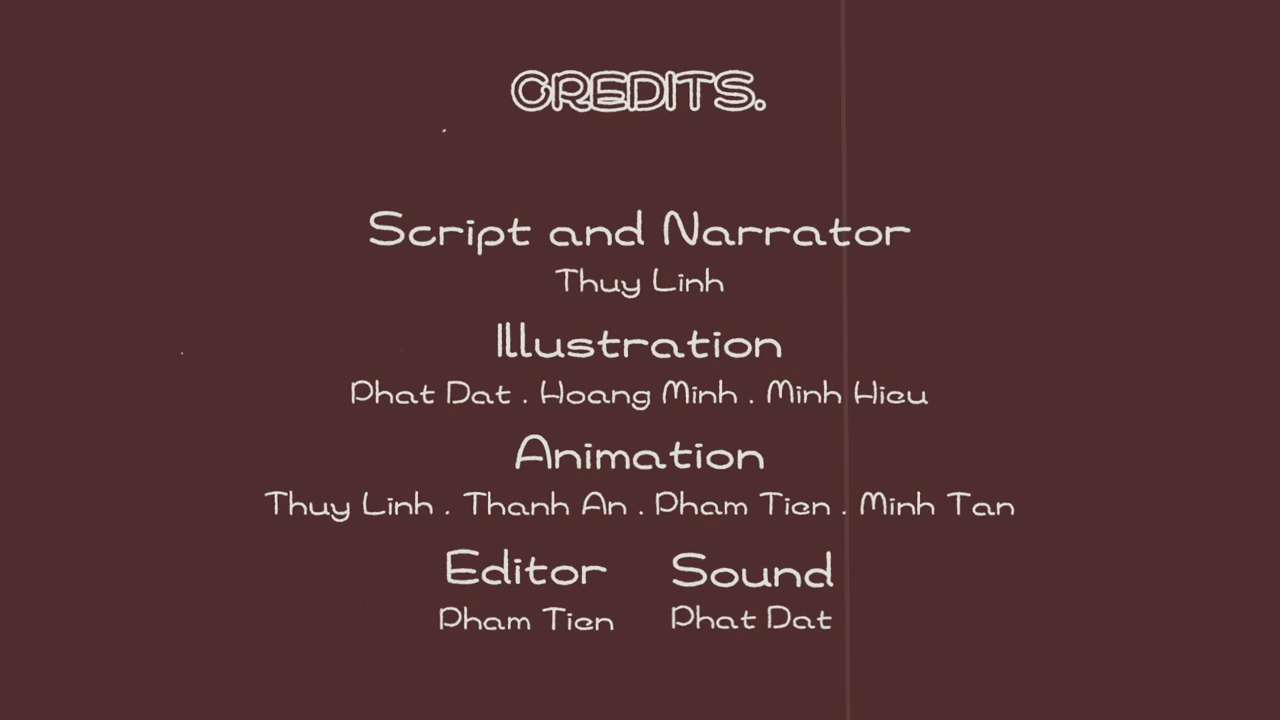 CREDITS.
Script and Narrator
Thuy Linh
Illustration
Phat Dat . Hoang Minh . Minh Hieu
Animation
Thuy Linh . Thanh An . Pham Tien . Minh Tan
Editor Sound
Pham Tien Phat Dat